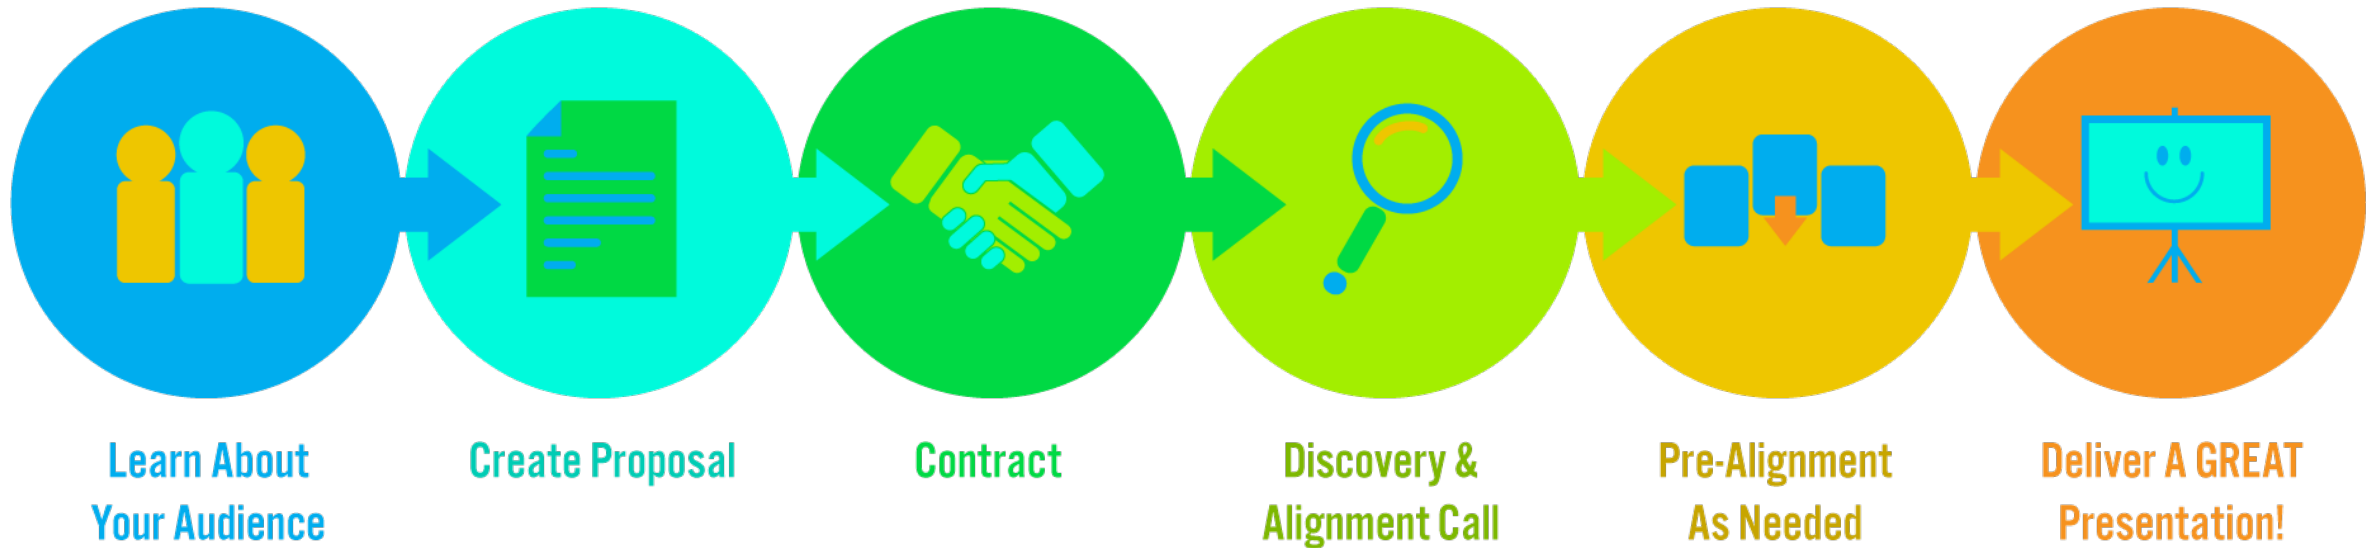 Learn About
Your Audience
Create Proposal
Contract
Discovery &
Alignment Call
Pre-Alignment
As Needed
Deliver A GREAT
Presentation!